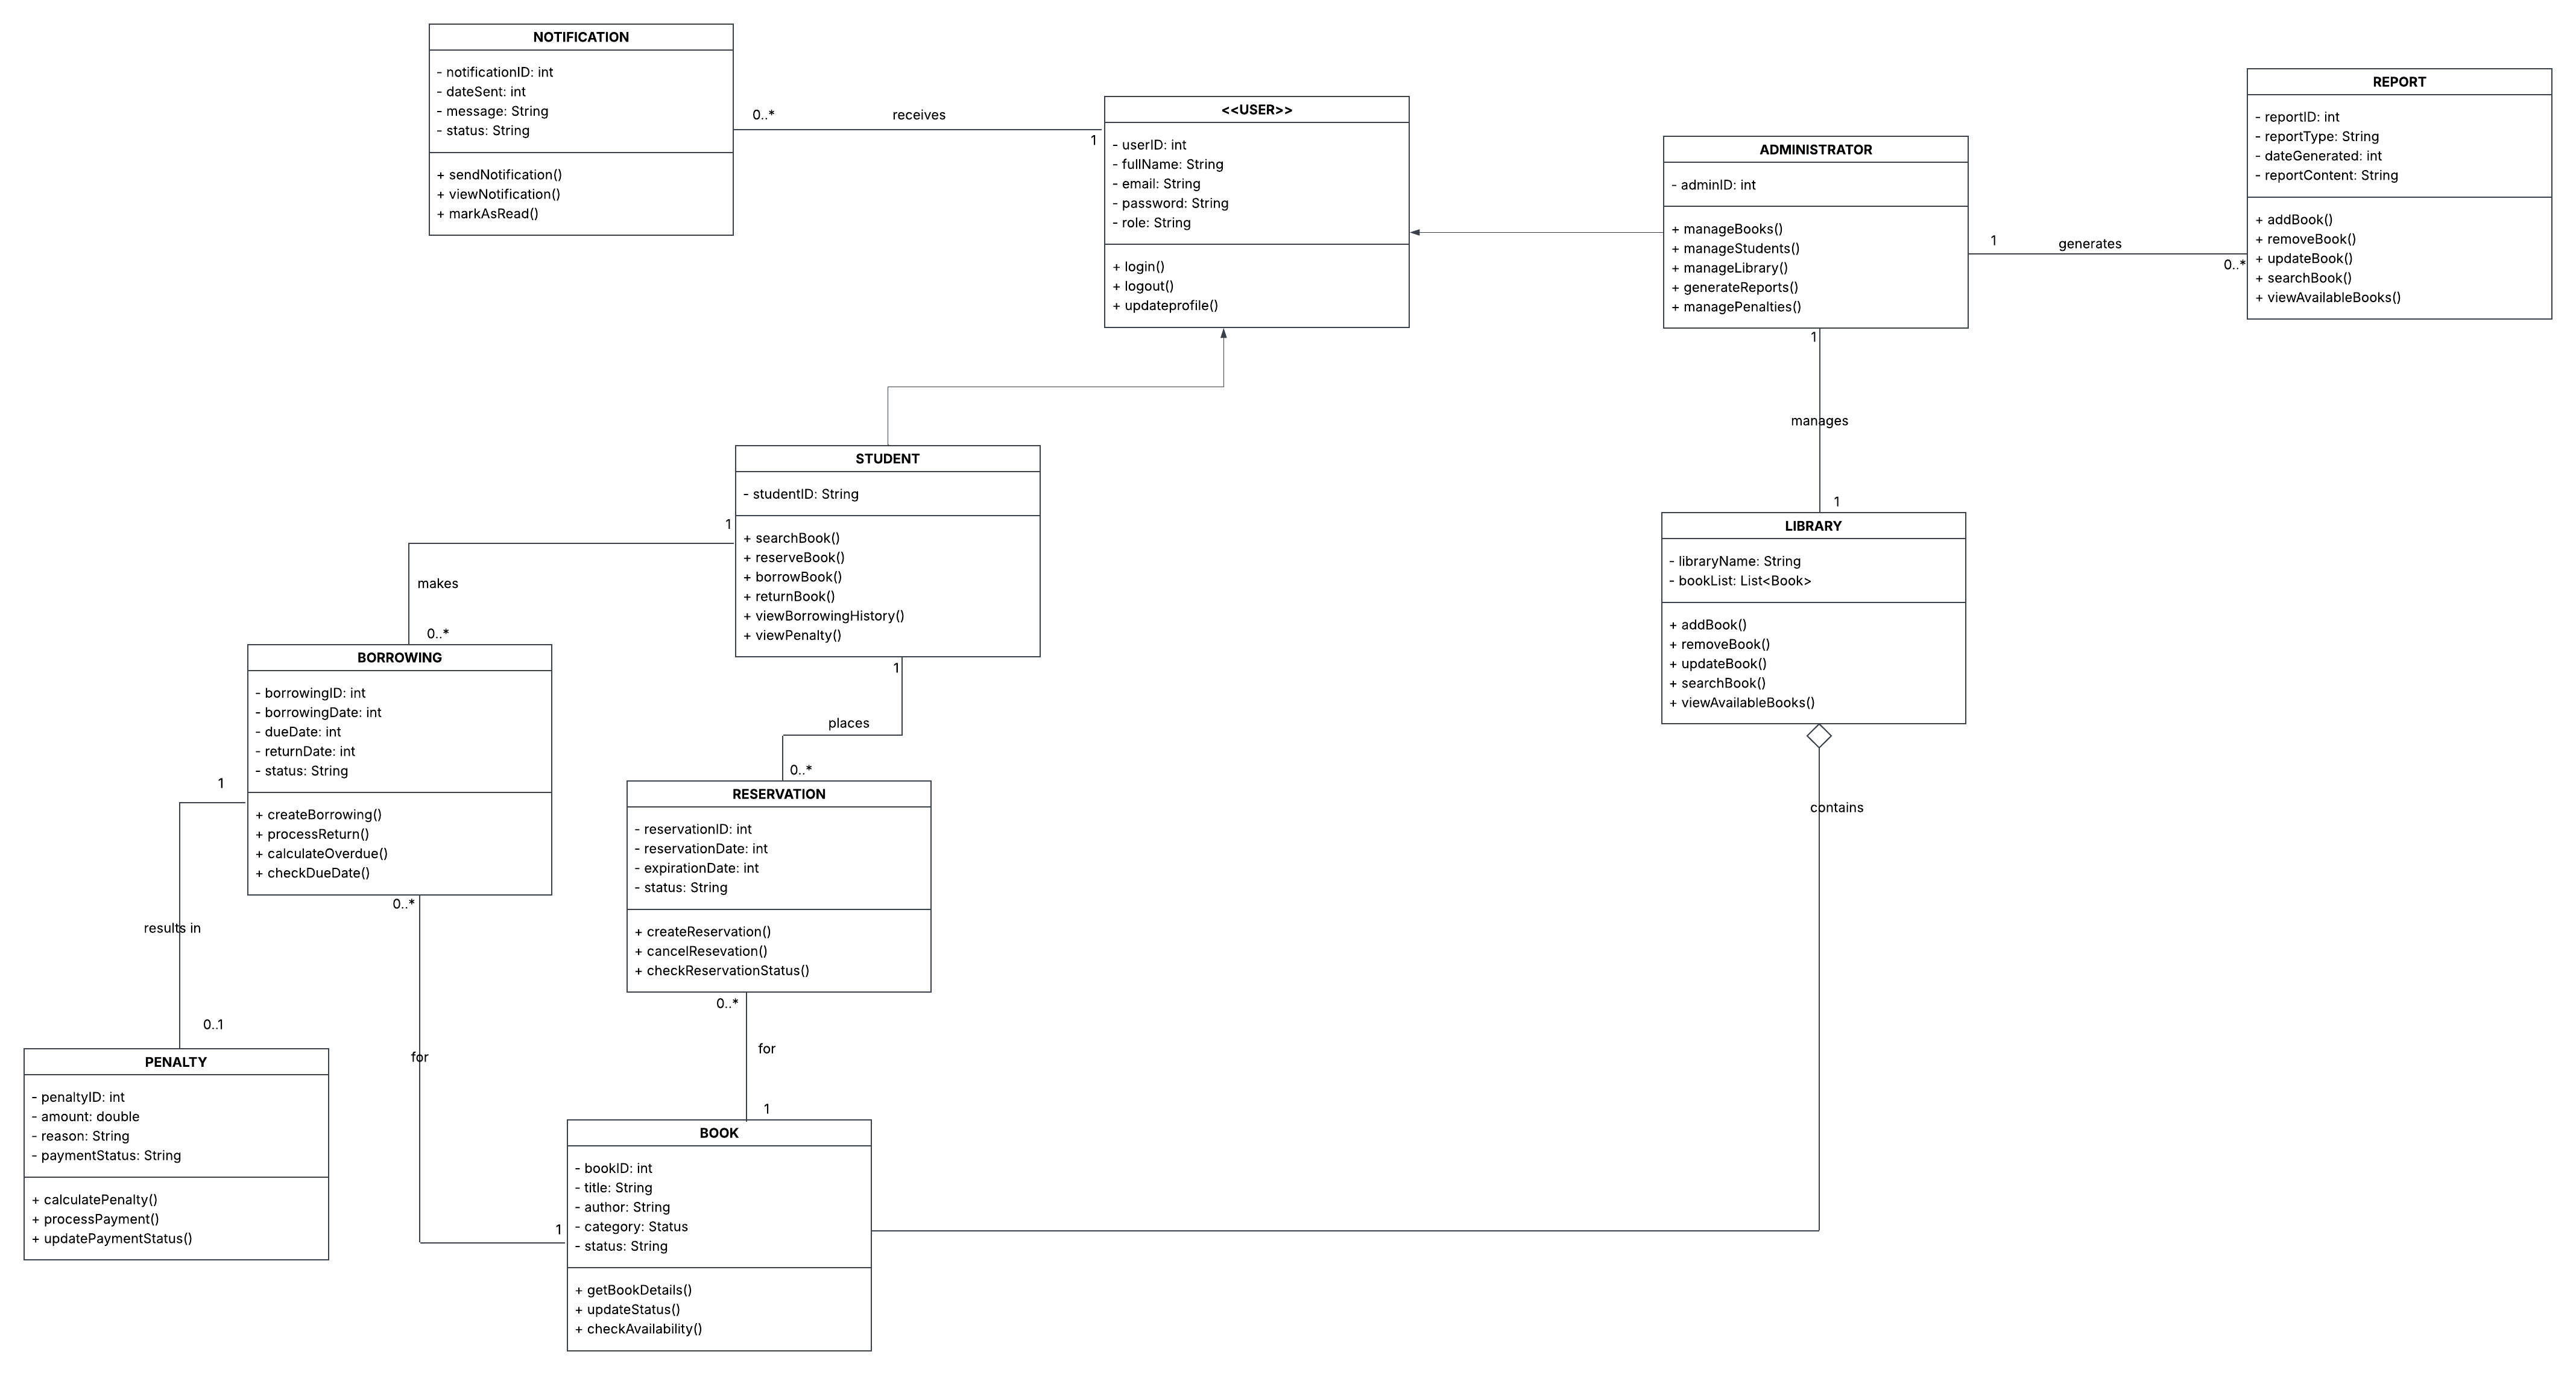 NOTIFICATION
- notificationID: int
- dateSent: int
- message: String
- status: String
+ sendNotification()
+ viewNotification()
+ markAsRead()
0..*
receives
1
<<USER>>
- userID: int
- fullName: String
- email: String
- password: String
- role: String
+ login()
+ logout()
+ updateprofile()
ADMINISTRATOR
- adminID: int
+ manageBooks()
+ manageStudents()
+ manageLibrary()
+ generateReports()
+ managePenalties()
1
generates
0..*
REPORT
- reportID: int
- reportType: String
- dateGenerated: int
- reportContent: String
+ addBook()
+ removeBook()
+ updateBook()
+ searchBook()
+ viewAvailableBooks()
1
manages
1
STUDENT
- studentID: String
+ searchBook()
+ reserveBook()
+ borrowBook()
+ returnBook()
+ viewBorrowingHistory()
+ viewPenalty()
LIBRARY
- libraryName: String
- bookList: List<Book>
+ addBook()
+ removeBook()
+ updateBook()
+ searchBook()
+ viewAvailableBooks()
contains
1
makes
0..*
BORROWING
- borrowingID: int
- borrowingDate: int
- dueDate: int
- returnDate: int
- status: String
+ createBorrowing()
+ processReturn()
+ calculateOverdue()
+ checkDueDate()
1
places
0..*
RESERVATION
- reservationID: int
- reservationDate: int
- expirationDate: int
- status: String
+ createReservation()
+ cancelResevation()
+ checkReservationStatus()
1
results in
0..1
PENALTY
- penaltyID: int
- amount: double
- reason: String
- paymentStatus: String
+ calculatePenalty()
+ processPayment()
+ updatePaymentStatus()
0..*
for
1
0..*
for
1
BOOK
- bookID: int
- title: String
- author: String
- category: Status
- status: String
+ getBookDetails()
+ updateStatus()
+ checkAvailability()